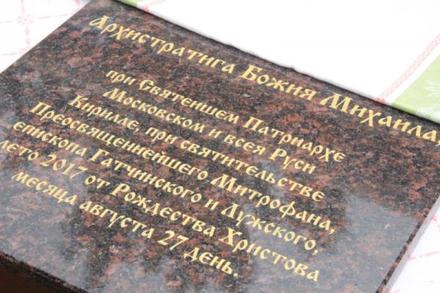 Архистратига Божия Михаила,
при Святейшем Патриархе
Московском и всея Руси
Кирилле, при святительстве
Преосвященнейшего Митрофана,
епископа Гатчинского и Лужского,
лето 2017 от Рождества Христова
месяца августа 27 день.